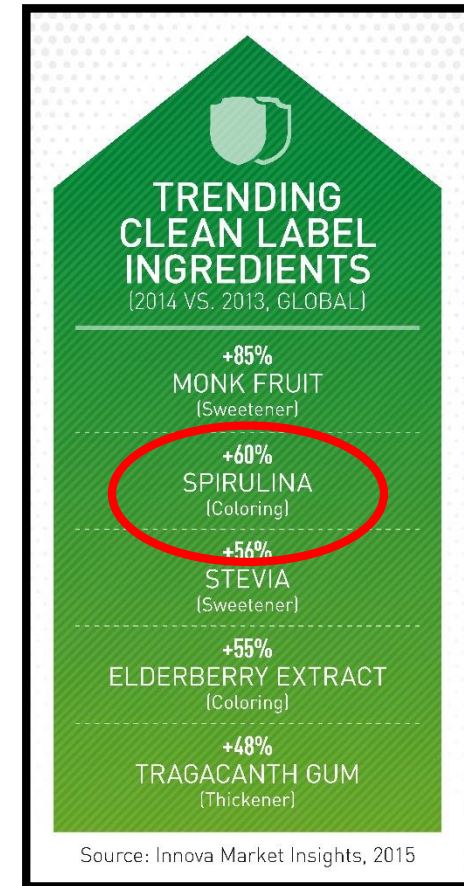 TRENDING
CLEAN LABEL
INGREDIENTS
(2014 VS. 2013, GLOBAL)
+85%
MONK FRUIT
(Sweetener)
+60%
SPIRULINA
(Coloring)
+56%
STEVIA
(Sweetener)
+55%
ELDERBERRY EXTRACT
(Coloring)
+48%
TRAGACANTH GUM
(Thickener)
Source: Innova Market Insights, 2015